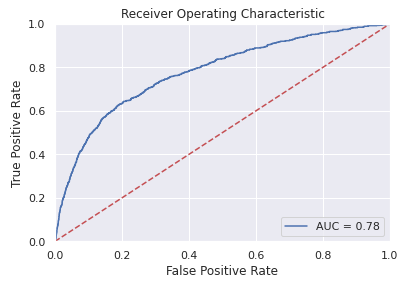 Receiver Operating Characteristic
True Positive Rate
1.0
0.8
0.6
0.4
0.2
0.0
AUC = 0.78
0.0 0.2 0.4 0.6 0.8 1.0
False Positive Rate